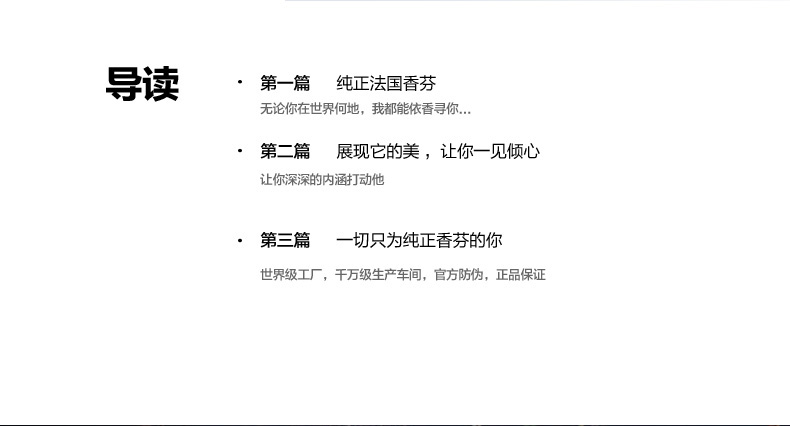 导读
• 第一篇 纯正法国香芬
无论你在世界何地，我都能依香寻你...
• 第二篇 展现它的美 ，让你一见倾心
让你深深的内涵打动他
• 第三篇 一切只为纯正香芬的你
世界级工厂，千万级生产车间，官方防伪，正品保证